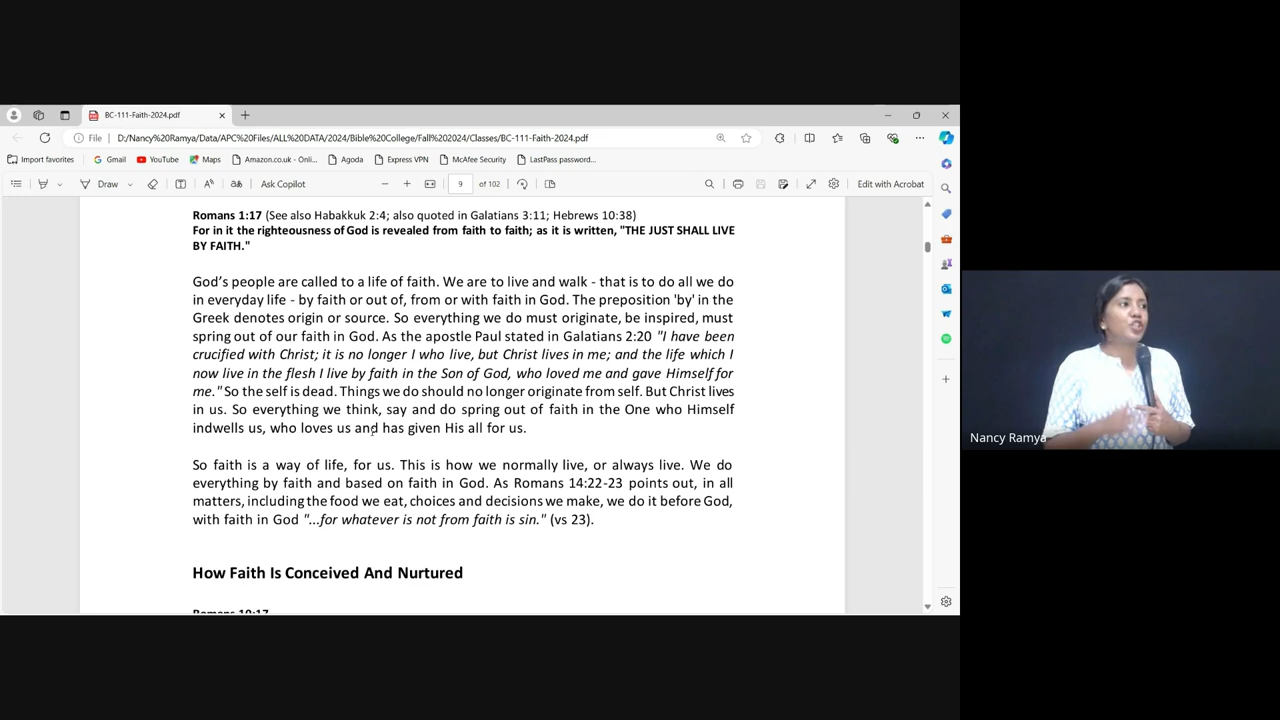 BC-111-Faith-2024.pdf
File D:/Nancy%20Ramya/Data/APC%20Files/ALL%20DATA/2024/Bible%20College/Fall%202024/Classes/BC-111-Faith-2024.pdf
Import favorites Gmail YouTube Maps Amazon.co.uk - Onli... Agoda Express VPN McAfee Security LastPass password...
Draw Ask Copilot 9 of 102 Edit with Acrobat
Romans 1:17 (See also Habakkuk 2:4; also quoted in Galatians 3:11; Hebrews 10:38)
For in it the righteousness of God is revealed from faith to faith; as it is written, "THE JUST SHALL LIVE
BY FAITH."
God's people are called to a life of faith. We are to live and walk - that is to do all we do
in everyday life - by faith or out of, from or with faith in God. The preposition 'by' in the
Greek denotes origin or source. So everything we do must originate, be inspired, must
spring out of our faith in God. As the apostle Paul stated in Galatians 2:20 "I have been
crucified with Christ; it is no longer I who live, but Christ lives in me; and the life which I
now live in the flesh I live by faith in the Son of God, who loved me and gave Himself for
me." So the self is dead. Things we do should no longer originate from self. But Christ lives
in us. So everything we think, say and do spring out of faith in the One who Himself
indwells us, who loves us and has given His all for us.
So faith is a way of life, for us. This is how we normally live, or always live. We do
everything by faith and based on faith in God. As Romans 14:22-23 points out, in all
matters, including the food we eat, choices and decisions we make, we do it before God,
with faith in God "...for whatever is not from faith is sin." (vs 23).
How Faith Is Conceived And Nurtured
Romans 10:17
Nancy Ramya